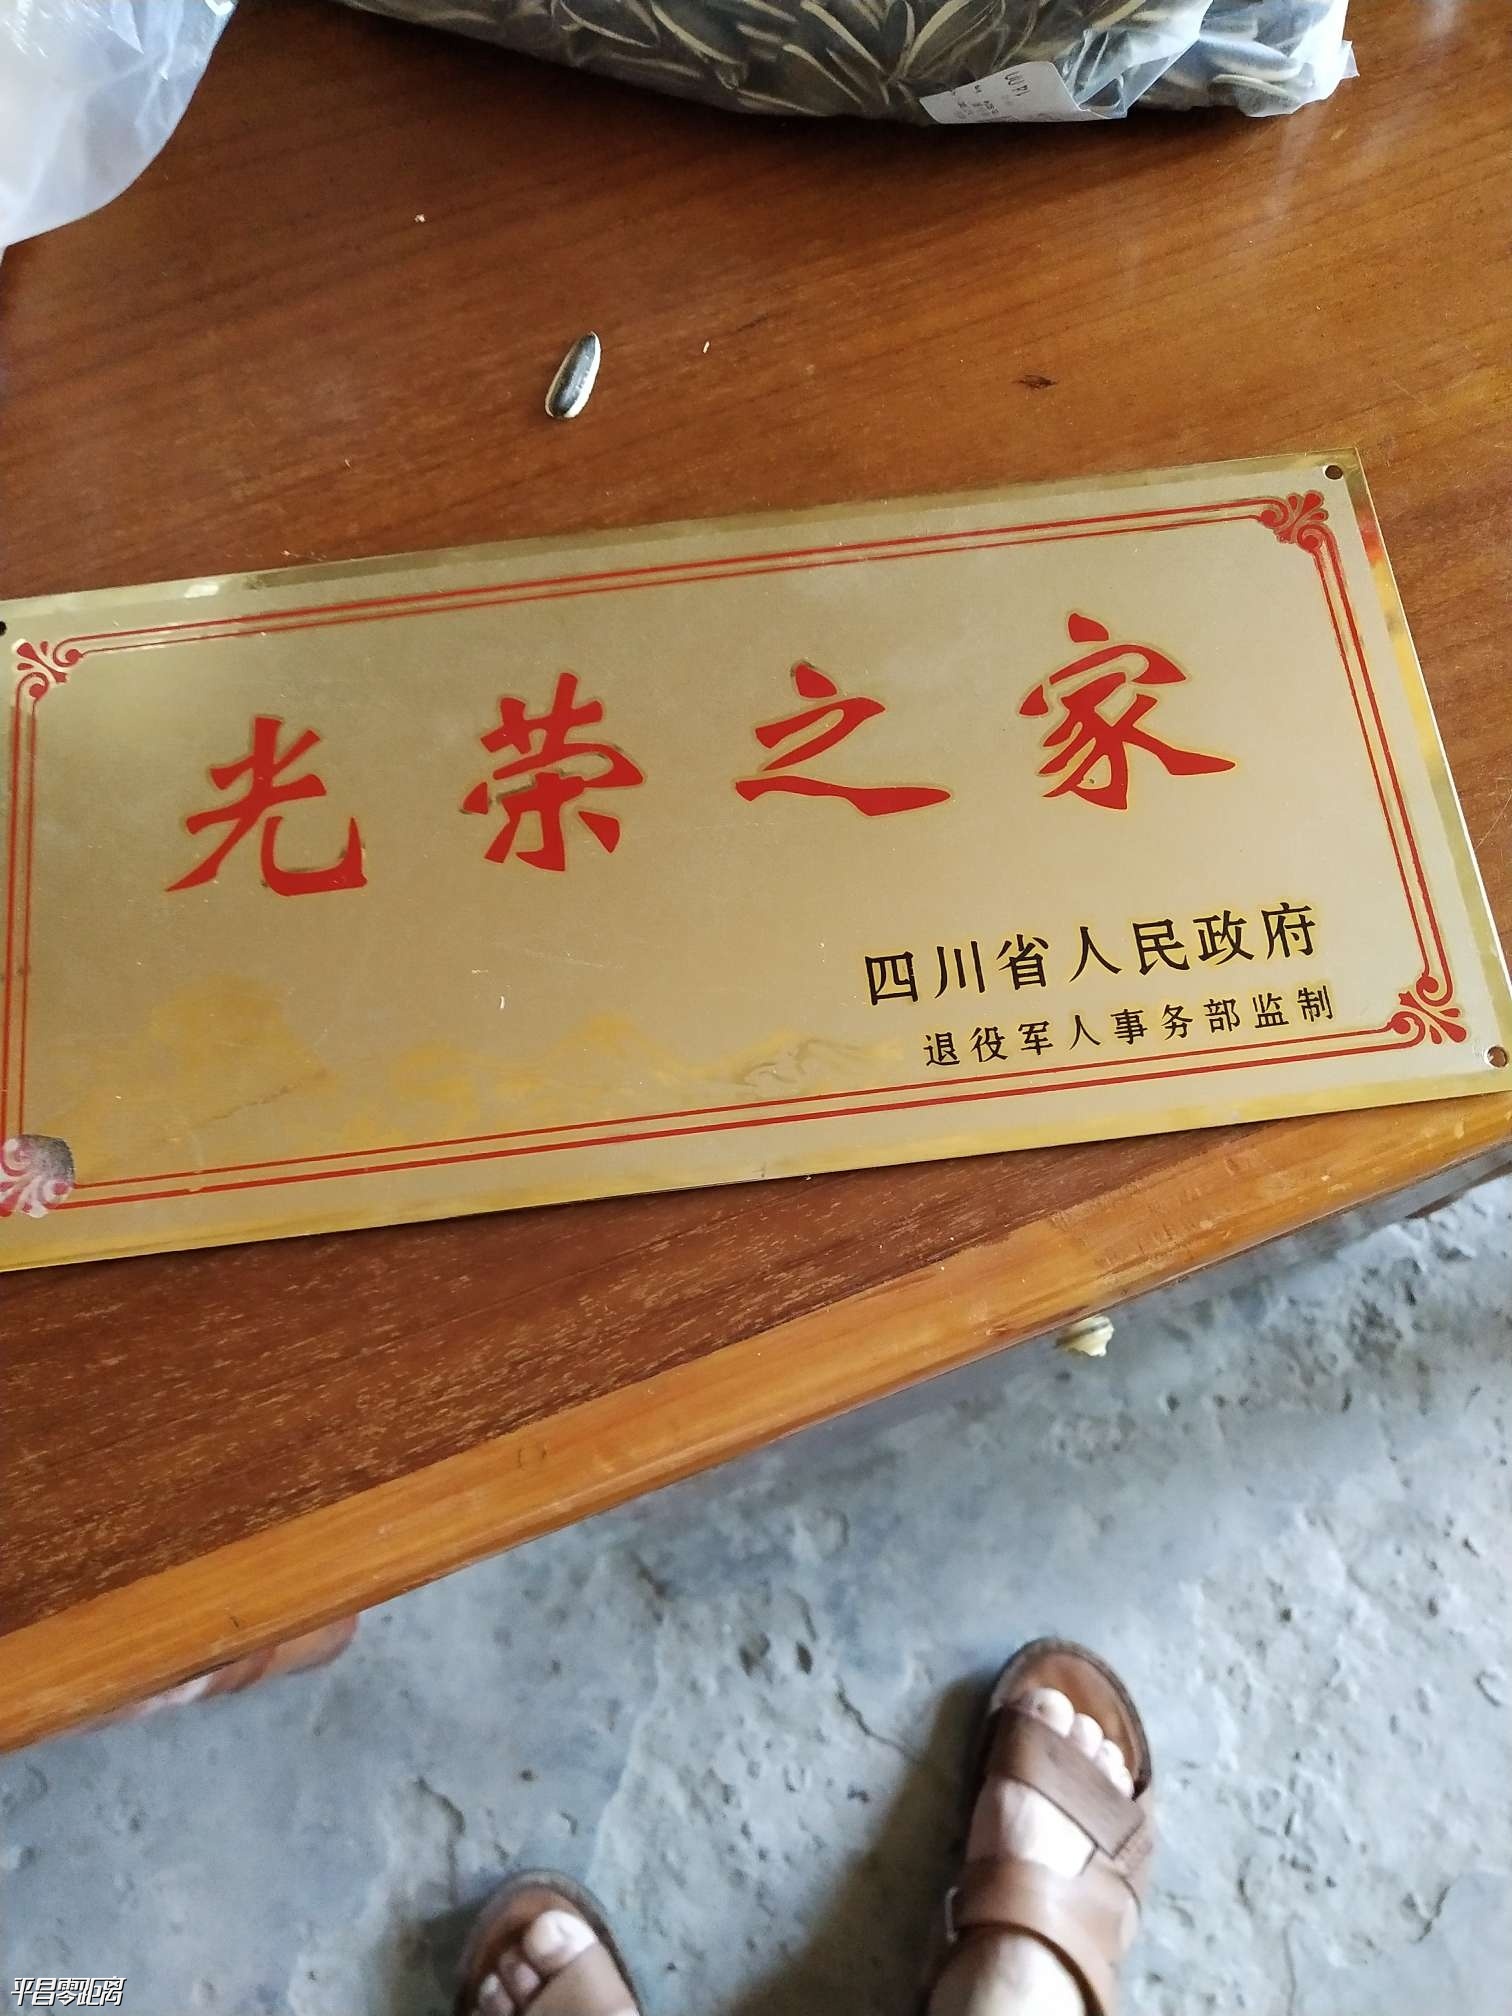 光荣之家
四川省人民政府
退役军人事务部监制
平昌零距离